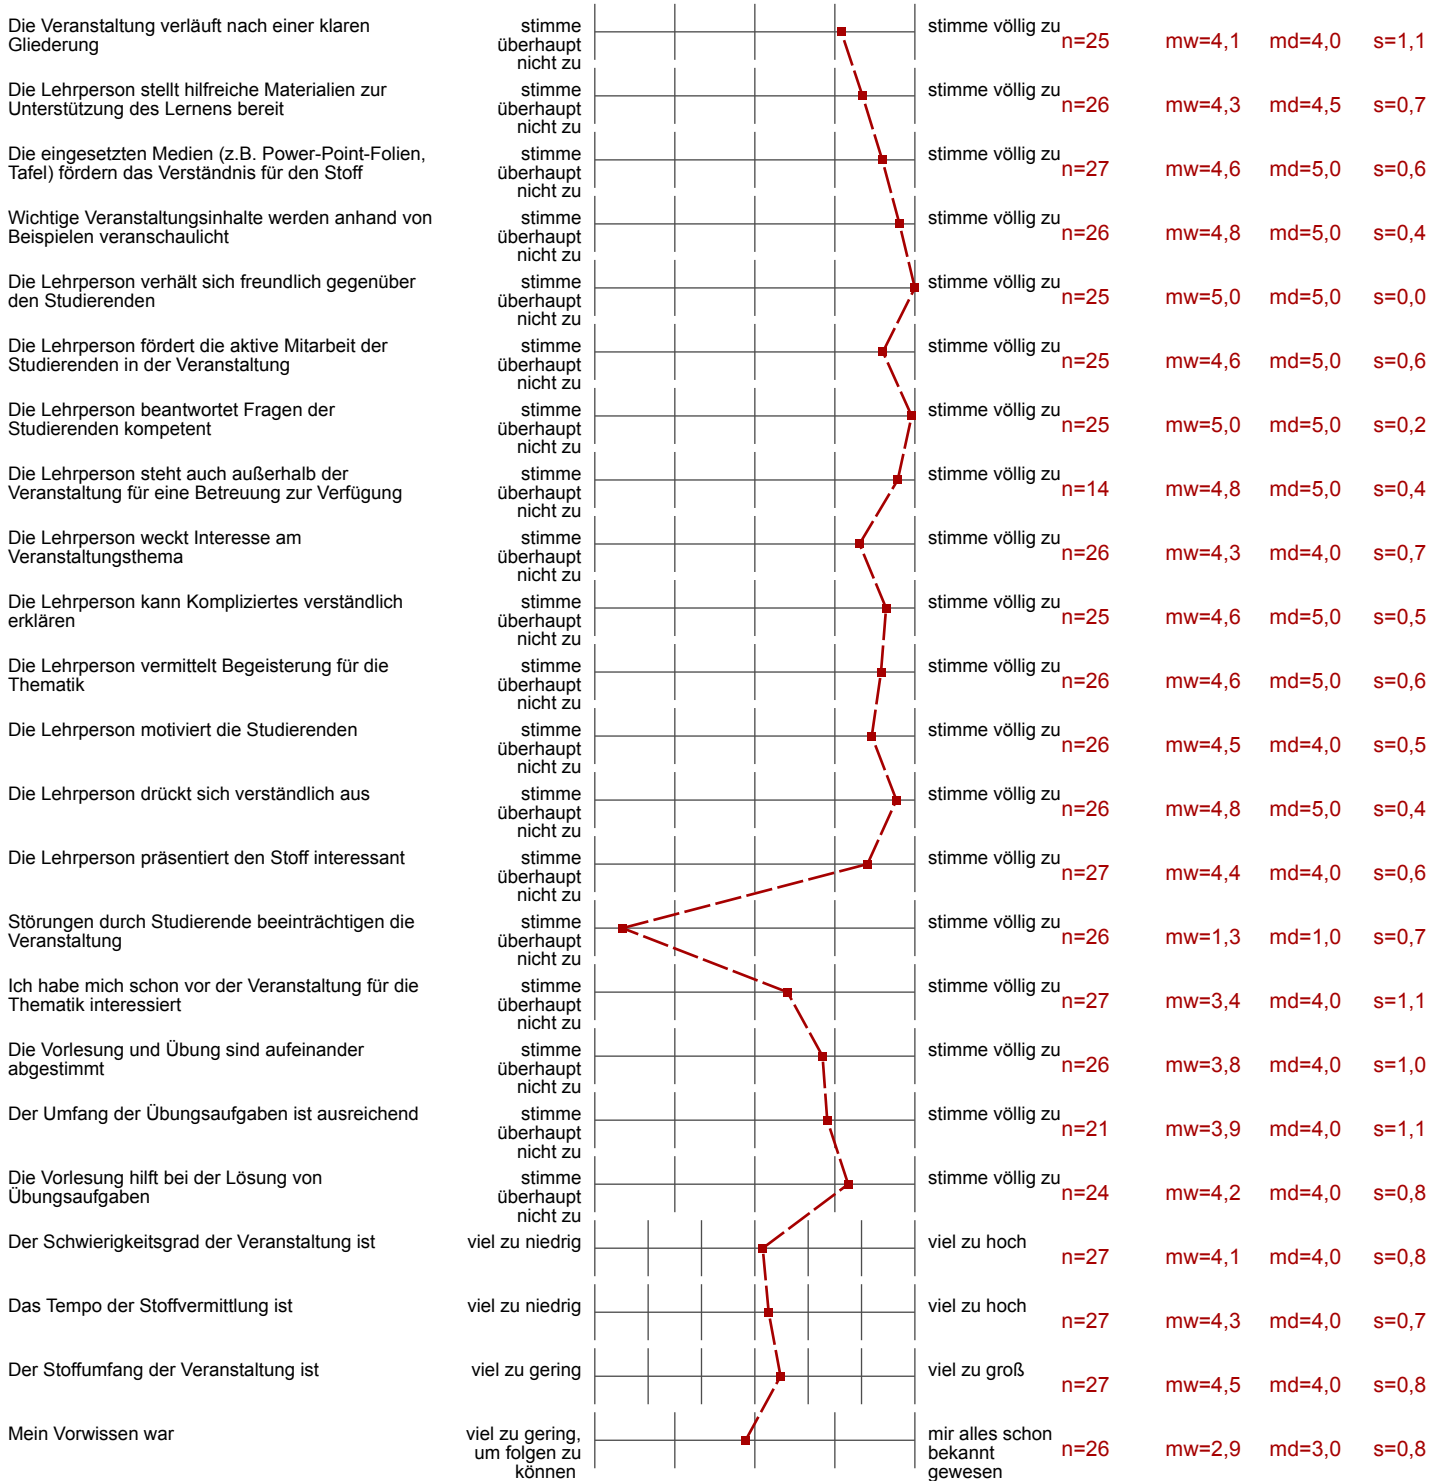 Die Veranstaltung verläuft nach einer klaren
Gliederung
stimme
überhaupt
nicht zu
stimme völlig zu
n=25 mw=4,1 md=4,0 s=1,1
Die Lehrperson stellt hilfreiche Materialien zur
Unterstützung des Lernens bereit
stimme
überhaupt
nicht zu
stimme völlig zu
n=26 mw=4,3 md=4,5 s=0,7
Die eingesetzten Medien (z.B. Power-Point-Folien,
Tafel) fördern das Verständnis für den Stoff
stimme
überhaupt
nicht zu
stimme völlig zu
n=27 mw=4,6 md=5,0 s=0,6
Wichtige Veranstaltungsinhalte werden anhand von
Beispielen veranschaulicht
stimme
überhaupt
nicht zu
stimme völlig zu
n=26 mw=4,8 md=5,0 s=0,4
Die Lehrperson verhält sich freundlich gegenüber
den Studierenden
stimme
überhaupt
nicht zu
stimme völlig zu
n=25 mw=5,0 md=5,0 s=0,0
Die Lehrperson fördert die aktive Mitarbeit der
Studierenden in der Veranstaltung
stimme
überhaupt
nicht zu
stimme völlig zu
n=25 mw=4,6 md=5,0 s=0,6
Die Lehrperson beantwortet Fragen der
Studierenden kompetent
stimme
überhaupt
nicht zu
stimme völlig zu
n=25 mw=5,0 md=5,0 s=0,2
Die Lehrperson steht auch außerhalb der
Veranstaltung für eine Betreuung zur Verfügung
stimme
überhaupt
nicht zu
stimme völlig zu
n=14 mw=4,8 md=5,0 s=0,4
Die Lehrperson weckt Interesse am
Veranstaltungsthema
stimme
überhaupt
nicht zu
stimme völlig zu
n=26 mw=4,3 md=4,0 s=0,7
Die Lehrperson kann Kompliziertes verständlich
erklären
stimme
überhaupt
nicht zu
stimme völlig zu
n=25 mw=4,6 md=5,0 s=0,5
Die Lehrperson vermittelt Begeisterung für die
Thematik
stimme
überhaupt
nicht zu
stimme völlig zu
n=26 mw=4,6 md=5,0 s=0,6
Die Lehrperson motiviert die Studierenden
stimme
überhaupt
nicht zu
stimme völlig zu
n=26 mw=4,5 md=4,0 s=0,5
Die Lehrperson drückt sich verständlich aus
stimme
überhaupt
nicht zu
stimme völlig zu
n=26 mw=4,8 md=5,0 s=0,4
Die Lehrperson präsentiert den Stoff interessant
stimme
überhaupt
nicht zu
stimme völlig zu
n=27 mw=4,4 md=4,0 s=0,6
Störungen durch Studierende beeinträchtigen die
Veranstaltung
stimme
überhaupt
nicht zu
stimme völlig zu
n=26 mw=1,3 md=1,0 s=0,7
Ich habe mich schon vor der Veranstaltung für die
Thematik interessiert
stimme
überhaupt
nicht zu
stimme völlig zu
n=27 mw=3,4 md=4,0 s=1,1
Die Vorlesung und Übung sind aufeinander
abgestimmt
stimme
überhaupt
nicht zu
stimme völlig zu
n=26 mw=3,8 md=4,0 s=1,0
Der Umfang der Übungsaufgaben ist ausreichend
stimme
überhaupt
nicht zu
stimme völlig zu
n=21 mw=3,9 md=4,0 s=1,1
Die Vorlesung hilft bei der Lösung von
Übungsaufgaben
stimme
überhaupt
nicht zu
stimme völlig zu
n=24 mw=4,2 md=4,0 s=0,8
Der Schwierigkeitsgrad der Veranstaltung ist
viel zu niedrig
viel zu hoch
n=27 mw=4,1 md=4,0 s=0,8
Das Tempo der Stoffvermittlung ist
viel zu niedrig
viel zu hoch
n=27 mw=4,3 md=4,0 s=0,7
Der Stoffumfang der Veranstaltung ist
viel zu gering
viel zu groß
n=27 mw=4,5 md=4,0 s=0,8
Mein Vorwissen war
viel zu gering,
um folgen zu
können
mir alles schon
bekannt
gewesen
n=26 mw=2,9 md=3,0 s=0,8